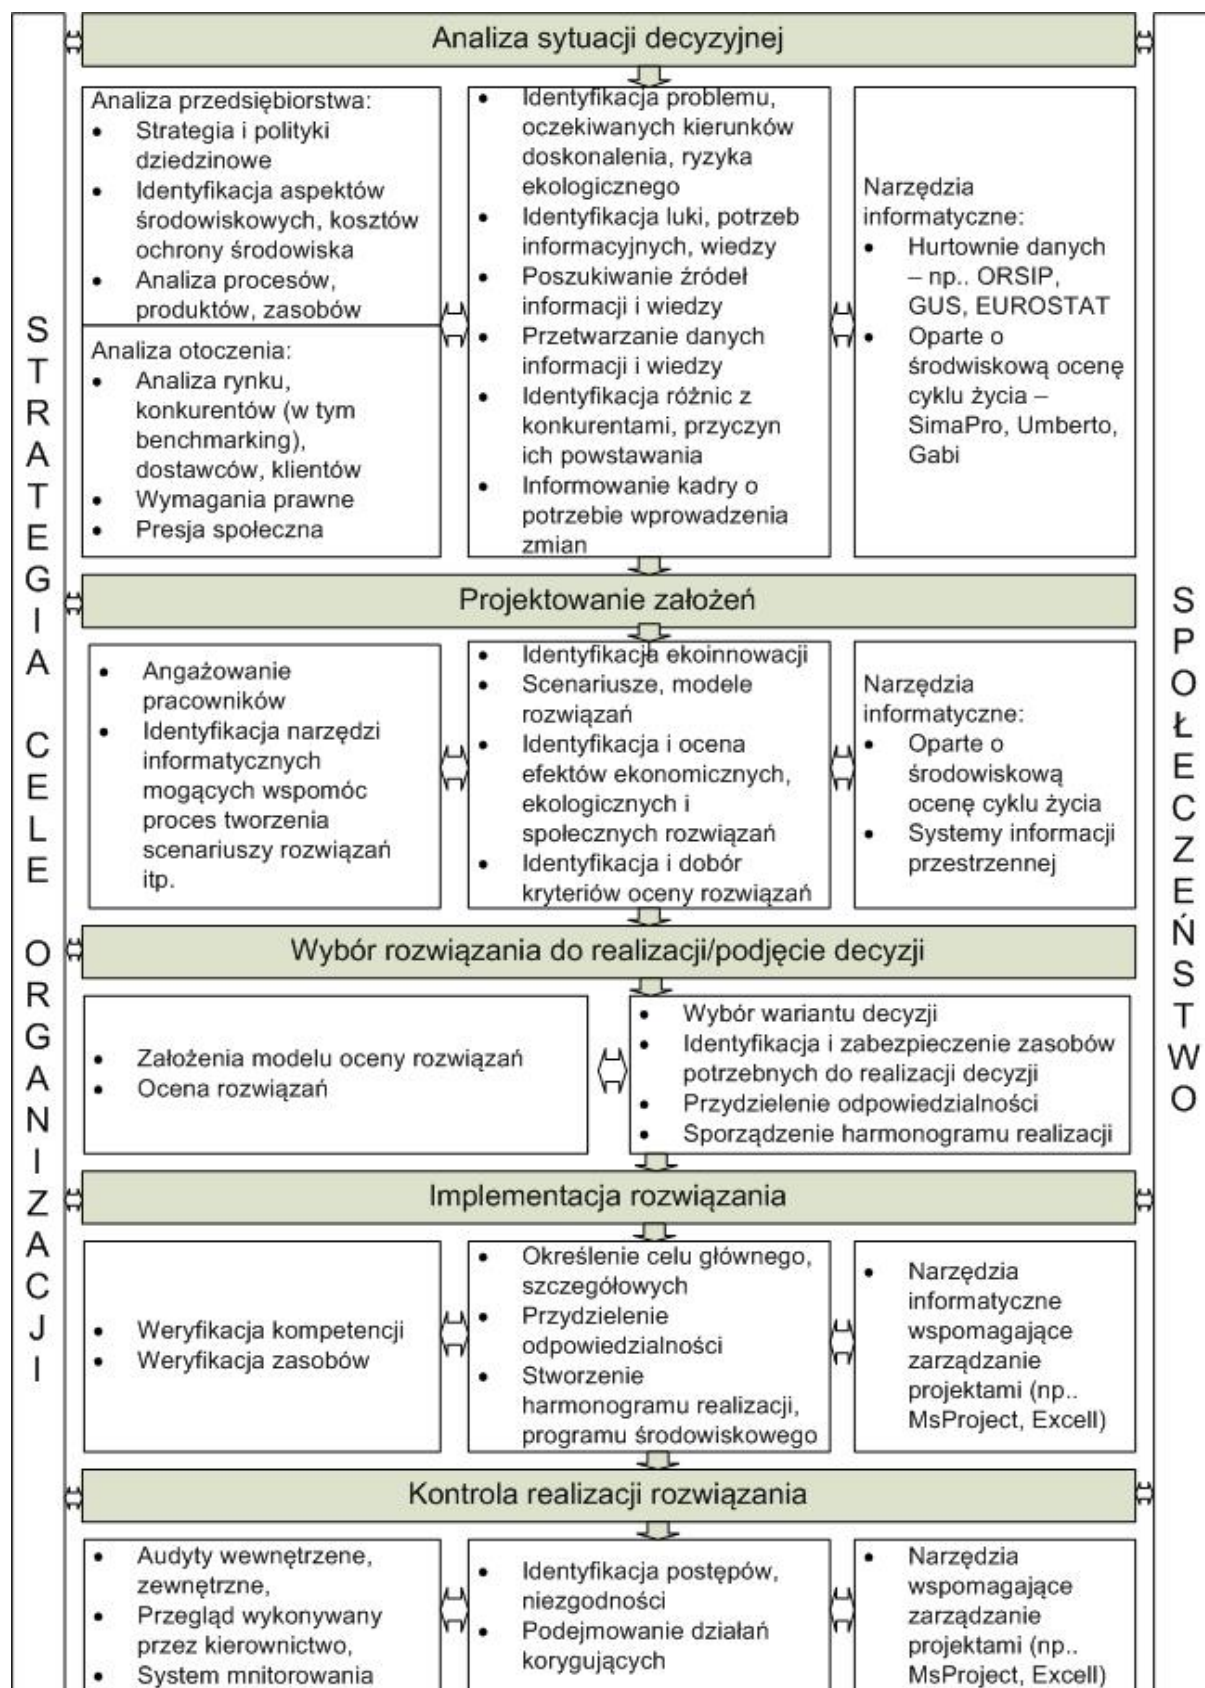 STRATEGIA CELE ORGANIZACJI
Analiza sytuacji decyzyjnej
Analiza przedsiębiorstwa:
• Strategia i polityki
dziedzinowe
• Identyfikacja aspektów
środowiskowych, kosztów
ochrony środowiska
• Analiza procesów,
produktów, zasobów
Analiza otoczenia:
• Analiza rynku,
konkurentów (w tym
benchmarking),
dostawców, klientów
• Wymagania prawne
• Presja społeczna
• Identyfikacja problemu,
oczekiwanych kierunków
doskonalenia, ryzyka
ekologicznego
• Identyfikacja luki, potrzeb
informacyjnych, wiedzy
• Poszukiwanie źródeł
informacji i wiedzy
• Przetwarzanie danych
informacji i wiedzy
• Identyfikacja różnic z
konkurentami, przyczyn
ich powstawania
• Informowanie kadry o
potrzebie wprowadzenia
zmian
Narzędzia
informatyczne:
• Hurtownie danych
– np.. ORSIP,
GUS, EUROSTAT
• Oparte o
środwiskową ocenę
cyklu życia –
SimaPro, Umberto,
Gabi
Projektowanie założeń
• Angażowanie
pracowników
• Identyfikacja narzędzi
informatycznych
mogących wspomóc
proces tworzenia
scenariuszy rozwiązań
itp.
• Identyfikacja ekoinnowacji
• Scenariusze, modele
rozwiązań
• Identyfikacja i ocena
efektów ekonomicznych,
ekologicznych i
społecznych rozwiązań
• Identyfikacja i dobór
kryteriów oceny rozwiązań
Narzędzia
informatyczne:
• Oparte o
środowiskową
ocenę cyklu życia
• Systemy informacji
przestrzennej
Wybór rozwiązania do realizacji/podjęcie decyzji
• Założenia modelu oceny rozwiązań
• Ocena rozwiązań
• Wybór wariantu decyzji
• Identyfikacja i zabezpieczenie zasobów
potrzebnych do realizacji decyzji
• Przydzielenie odpowiedzialności
• Sporządzenie harmonogramu realizacji
Implementacja rozwiązania
• Weryfikacja kompetencji
• Weryfikacja zasobów
• Określenie celu głównego,
szczegółowych
• Przydzielenie
odpowiedzialności
• Stworzenie
harmonogramu realizacji,
programu środowiskowego
• Narzędzia
informatyczne
wspomagające
zarządzanie
projektami (np..
MsProject, Excell)
Kontrola realizacji rozwiązania
• Audyty wewnętrzene,
zewnętrzne,
• Przegląd wykonywany
przez kierownictwo,
• System mnitorowania
• Identyfikacja postępów,
niezgodności
• Podejmowanie działań
korygujących
• Narzędzia
wspomagające
zarządzanie
projektami (np..
MsProject, Excell)
SPOŁECZEŃSTWO